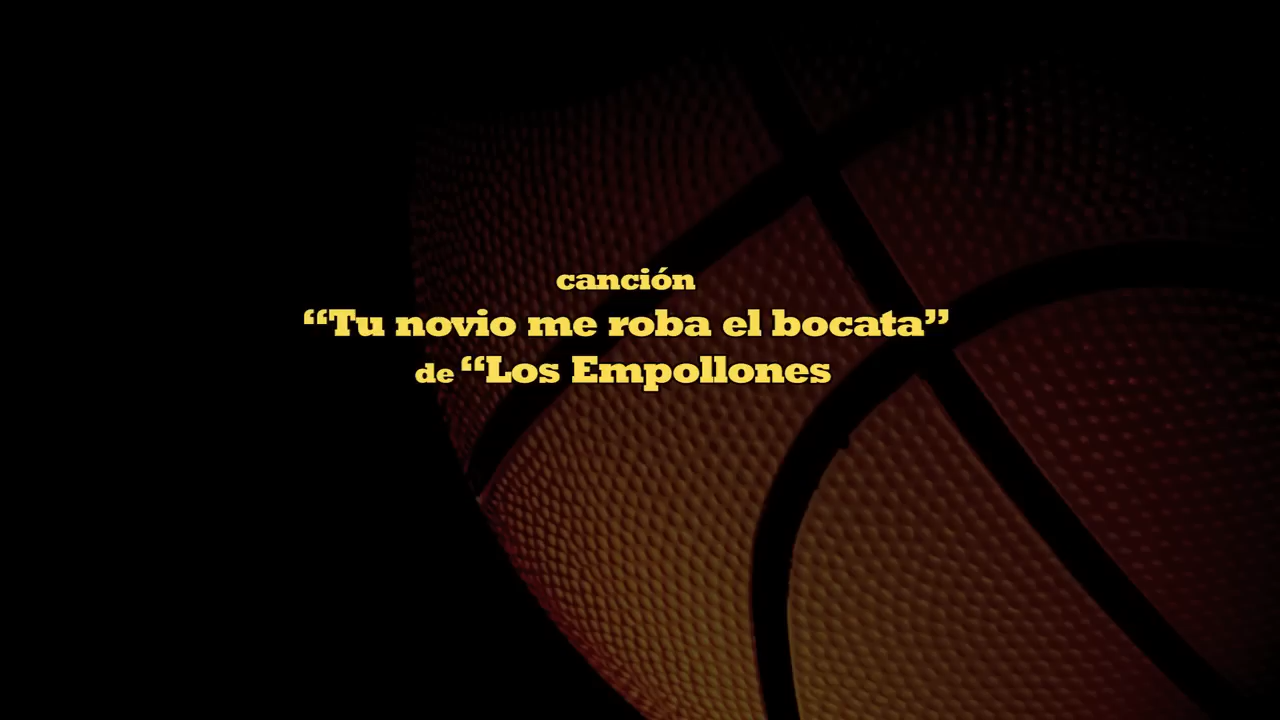 canción
“Tu novio me roba el bocata”
de “Los Empollones